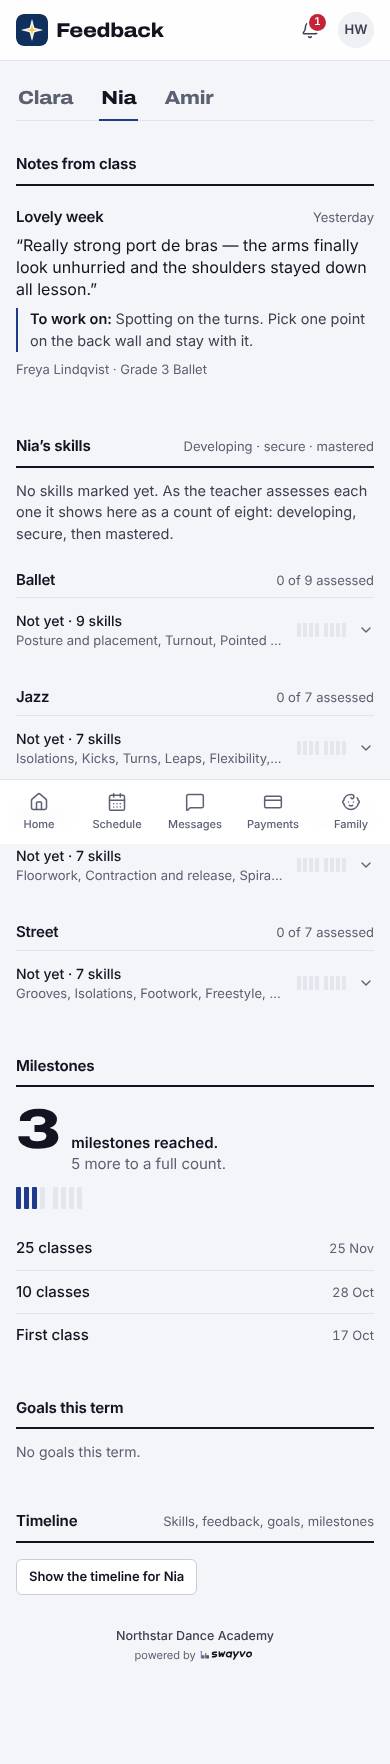 Feedback
1
HW
Clara Nia Amir
Notes from class
Lovely week Yesterday
“Really strong port de bras — the arms finally
look unhurried and the shoulders stayed down
all lesson.”
To work on: Spotting on the turns. Pick one point
on the back wall and stay with it.
Freya Lindqvist · Grade 3 Ballet
Nia’s skills Developing · secure · mastered
No skills marked yet. As the teacher assesses each
one it shows here as a count of eight: developing,
secure, then mastered.
Ballet 0 of 9 assessed
Not yet · 9 skills
Posture and placement, Turnout, Pointed ...
Jazz 0 of 7 assessed
Not yet · 7 skills
Isolations, Kicks, Turns, Leaps, Flexibility,...
Home Schedule Messages Payments Family
Not yet · 7 skills
Floorwork, Contraction and release, Spira...
Street 0 of 7 assessed
Not yet · 7 skills
Grooves, Isolations, Footwork, Freestyle, ...
Milestones
3 milestones reached.
5 more to a full count.
25 classes 25 Nov
10 classes 28 Oct
First class 17 Oct
Goals this term
No goals this term.
Timeline Skills, feedback, goals, milestones
Show the timeline for Nia
Northstar Dance Academy
powered by swayvo